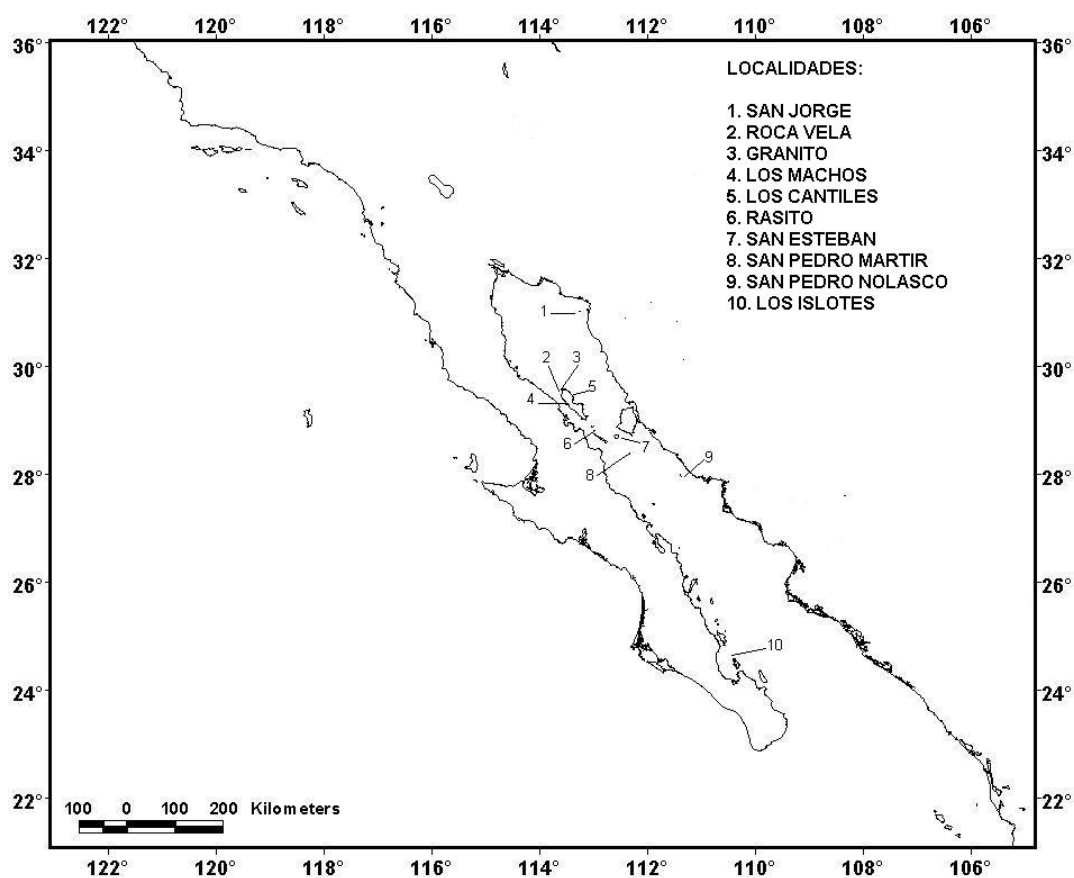 122° 120° 118° 116° 114° 112° 110° 108° 106°
36° 36°
LOCALIDADES:
1. SAN JORGE
2. ROCA VELA
3. GRANITO
4. LOS MACHOS
5. LOS CANTILES
6. RASITO
7. SAN ESTEBAN
8. SAN PEDRO MARTIR
9. SAN PEDRO NOLASCO
10. LOS ISLOTES
34° 34°
32° 32°
1
30° 30°
2 3
5
4
6
7
9
8
28° 28°
26° 26°
10
24° 24°
22° 22°
100 0 100 200 Kilometers
122° 120° 118° 116° 114° 112° 110° 108° 106°